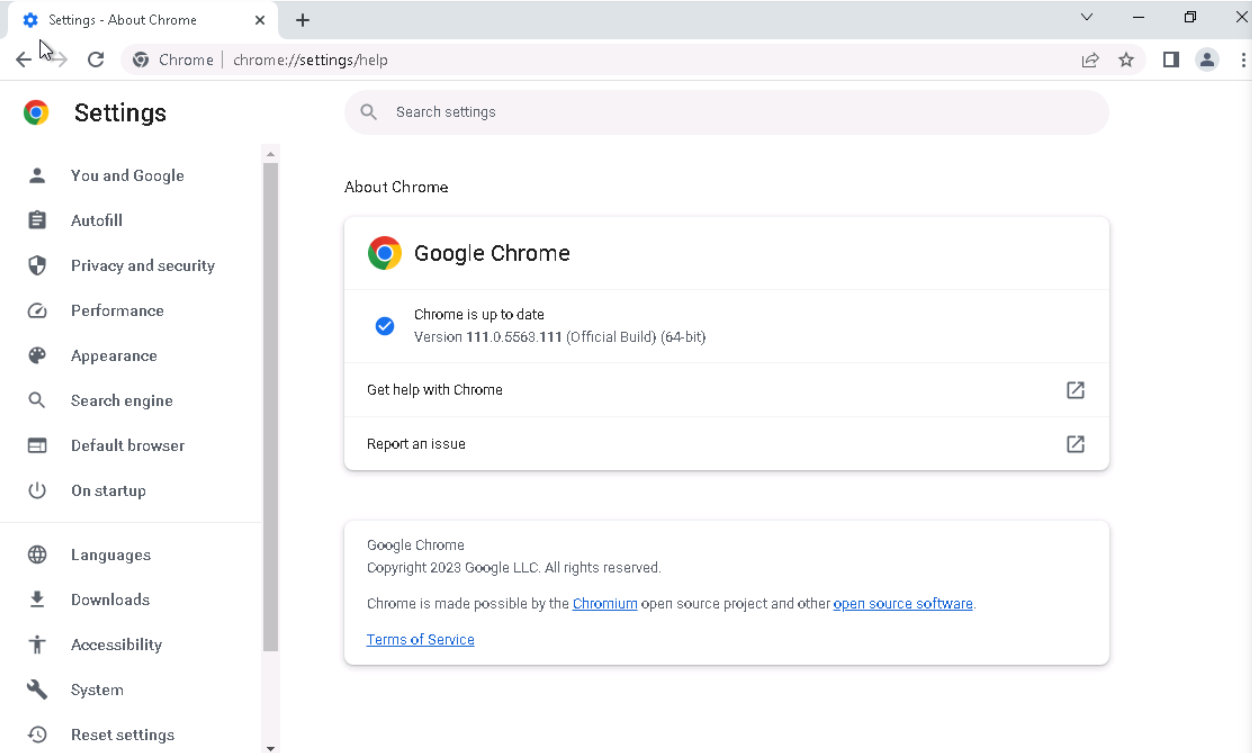 Settings - About Chrome
Chrome | chrome://settings/help
Settings
Search settings
You and Google
Autofill
Privacy and security
Performance
Appearance
Search engine
Default browser
On startup
Languages
Downloads
Accessibility
System
Reset settings
About Chrome
Google Chrome
Chrome is up to date
Version 111.0.5563.111 (Official Build) (64-bit)
Get help with Chrome
Report an issue
Google Chrome
Copyright 2023 Google LLC. All rights reserved.
Chrome is made possible by the Chromium open source project and other open source software.
Terms of Service